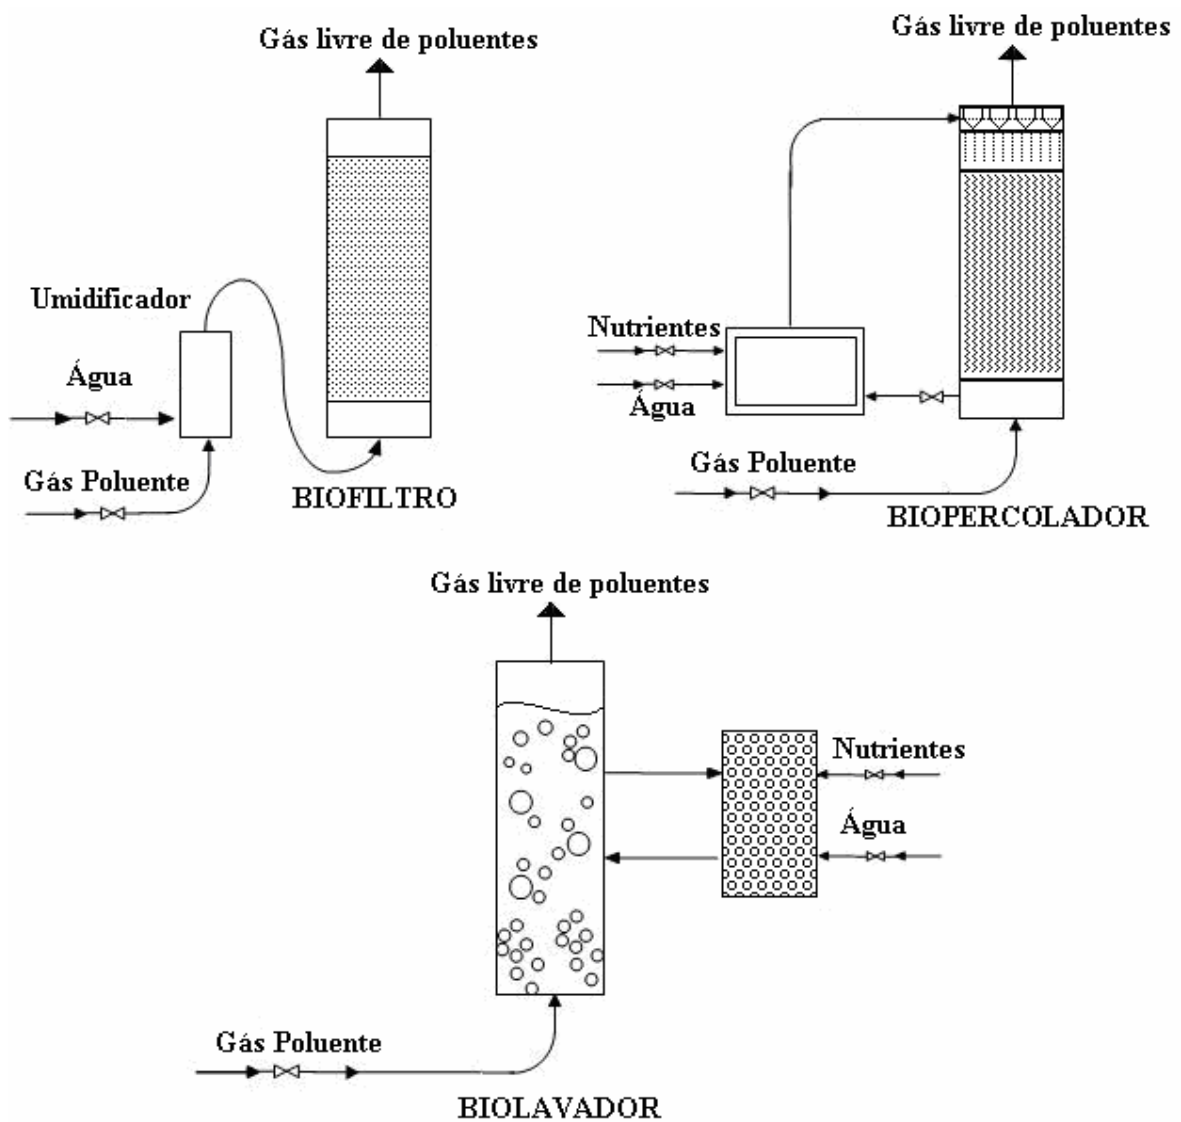 Gás livre de poluentes
Umidificador
Água
Gás Poluente
BIOFILTRO
Gás livre de poluentes
Nutrientes
Água
Gás Poluente
BIOPERCOLADOR
Gás livre de poluentes
Nutrientes
Água
Gás Poluente
BIOLAVADOR